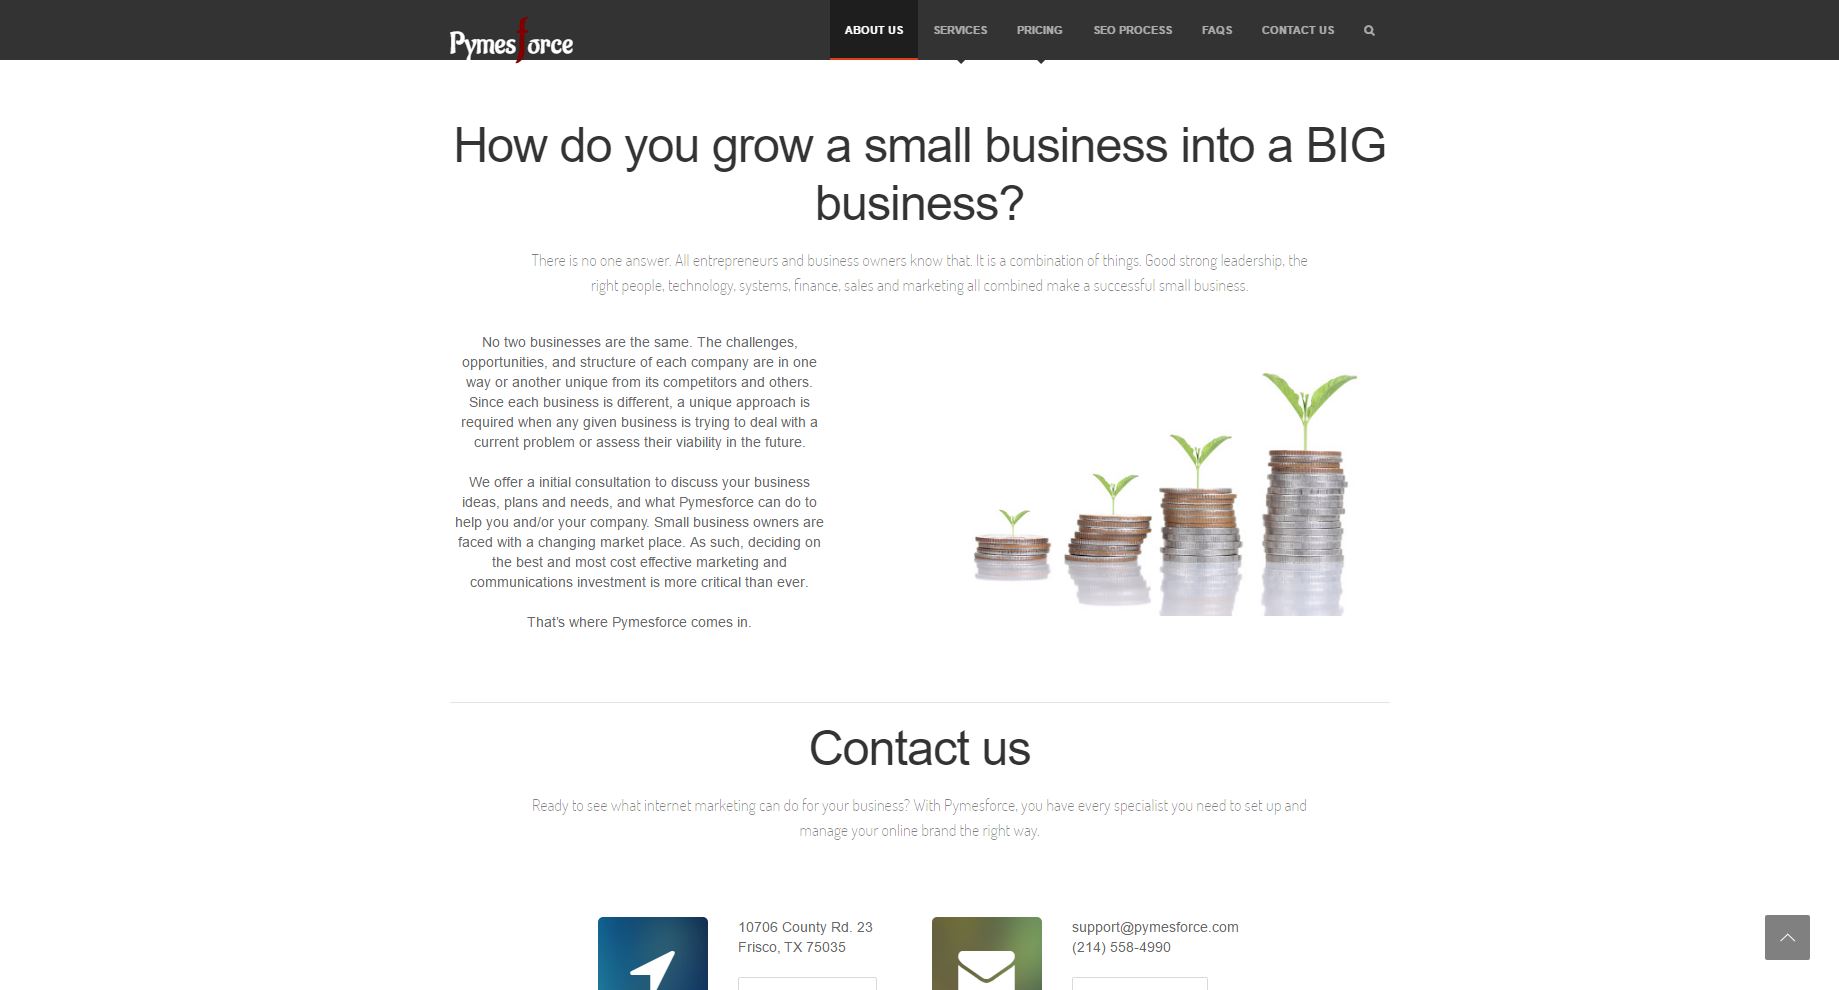 Pymesforce
ABOUT US
SERVICES
PRICING
SEO PROCESS
FAQS
CONTACT US
How do you grow a small business into a BIG
business?
There is no one answer. All entrepreneurs and business owners know that. It is a combination of things. Good strong leadership, the
right people, technology, systems, finance, sales and marketing all combined make a successful small business.
No two businesses are the same. The challenges,
opportunities, and structure of each company are in one
way or another unique from its competitors and others.
Since each business is different, a unique approach is
required when any given business is trying to deal with a
current problem or assess their viability in the future.
We offer a initial consultation to discuss your business
ideas, plans and needs, and what Pymesforce can do to
help you and/or your company. Small business owners are
faced with a changing market place. As such, deciding on
the best and most cost effective marketing and
communications investment is more critical than ever.
That's where Pymesforce comes in.
Contact us
Ready to see what internet marketing can do for your business? With Pymesforce, you have every specialist you need to set up and
manage your online brand the right way.
10706 County Rd. 23
Frisco, TX 75035
support@pymesforce.com
(214) 558-4990